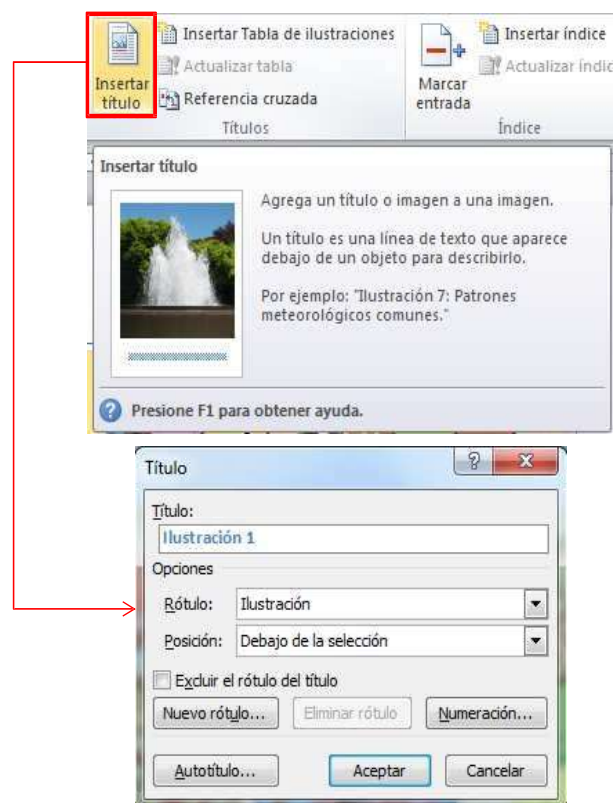 Insertar título
Insertar Tabla de ilustraciones
Actualizar tabla
Referencia cruzada
Títulos
Marcar entrada
Insertar índice
Actualizar índic
Índice
Insertar título
Agrega un título o imagen a una imagen.
Un título es una línea de texto que aparece
debajo de un objeto para describirlo.
Por ejemplo: "Ilustración 7: Patrones
meteorológicos comunes."
Presione F1 para obtener ayuda.
Título
Título:
Ilustración 1
Opciones
Rótulo: Ilustración
Posición: Debajo de la selección
Excluir el rótulo del título
Nuevo rótulo... Eliminar rótulo Numeración...
Autotítulo... Aceptar Cancelar